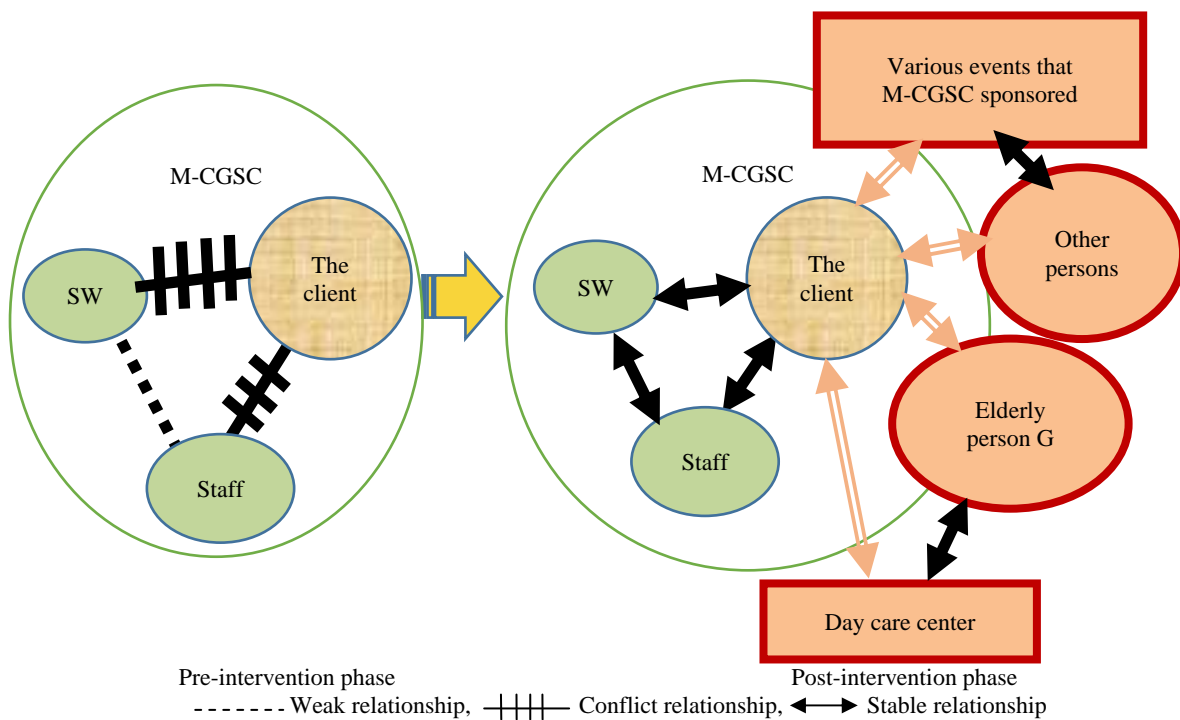 M-CGSC
SW
The
client
Staff
Various events that
M-CGSC sponsored
M-CGSC
Other
persons
SW
The
client
Elderly
person G
Staff
Day care center
Pre-intervention phase
Post-intervention phase
Weak relationship, Conflict relationship, Stable relationship